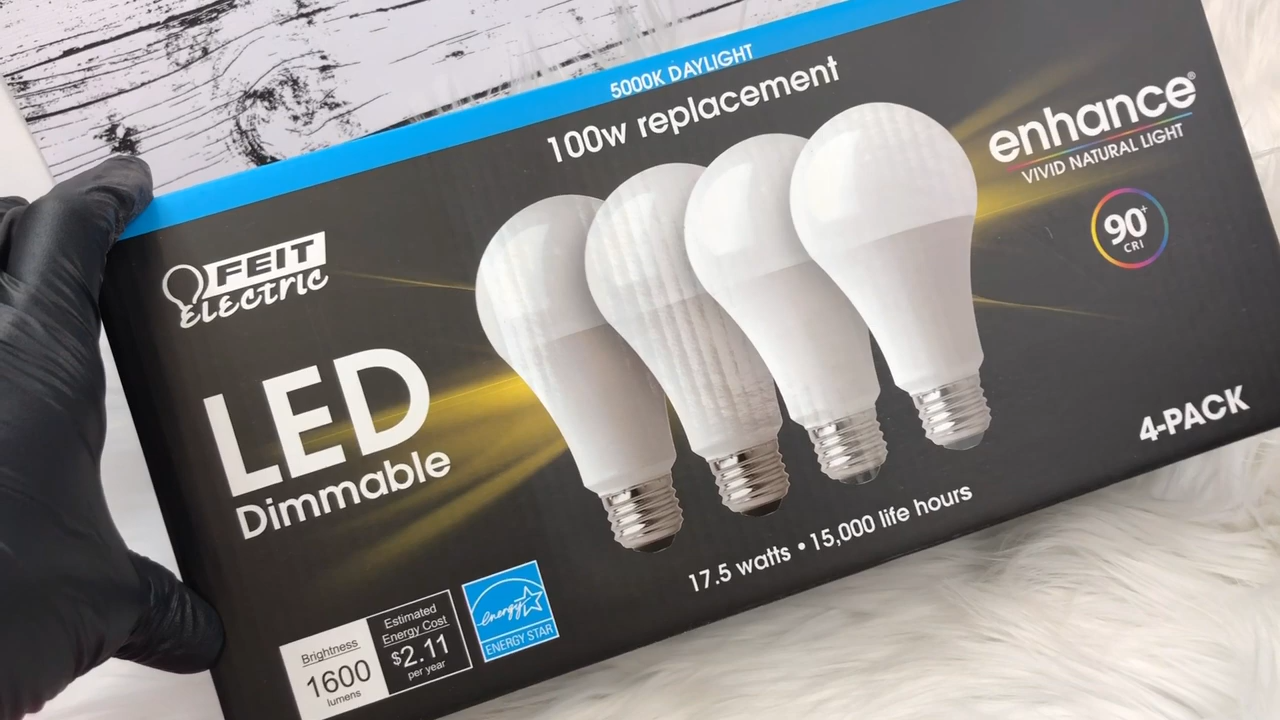 5000K DAYLIGHT
100w replacement
enhance®
VIVID NATURAL LIGHT
90+
CRI
FEIT
ELECTRIC
LED
Dimmable
4-PACK
17.5 watts • 15,000 life hours
Brightness
1600
lumens
Estimated
Energy Cost
$2.11
per year
energy
ENERGY STAR